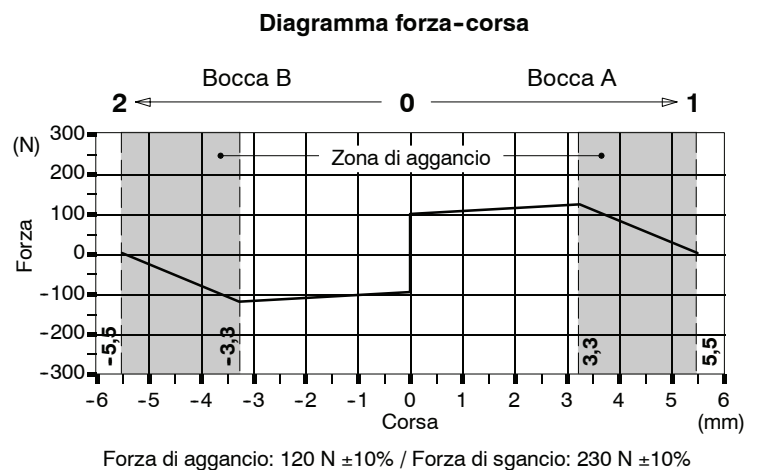 Diagramma forza-corsa
Bocca B Bocca A
2 0 1
(N)
300
200
100
0
-100
-200
-300
Forza
Zona di aggancio
-5,5 -3,3 3,3 5,5
-6 -5 -4 -3 -2 -1 0 1 2 3 4 5 6
Corsa (mm)
Forza di aggancio: 120 N ±10% / Forza di sgancio: 230 N ±10%